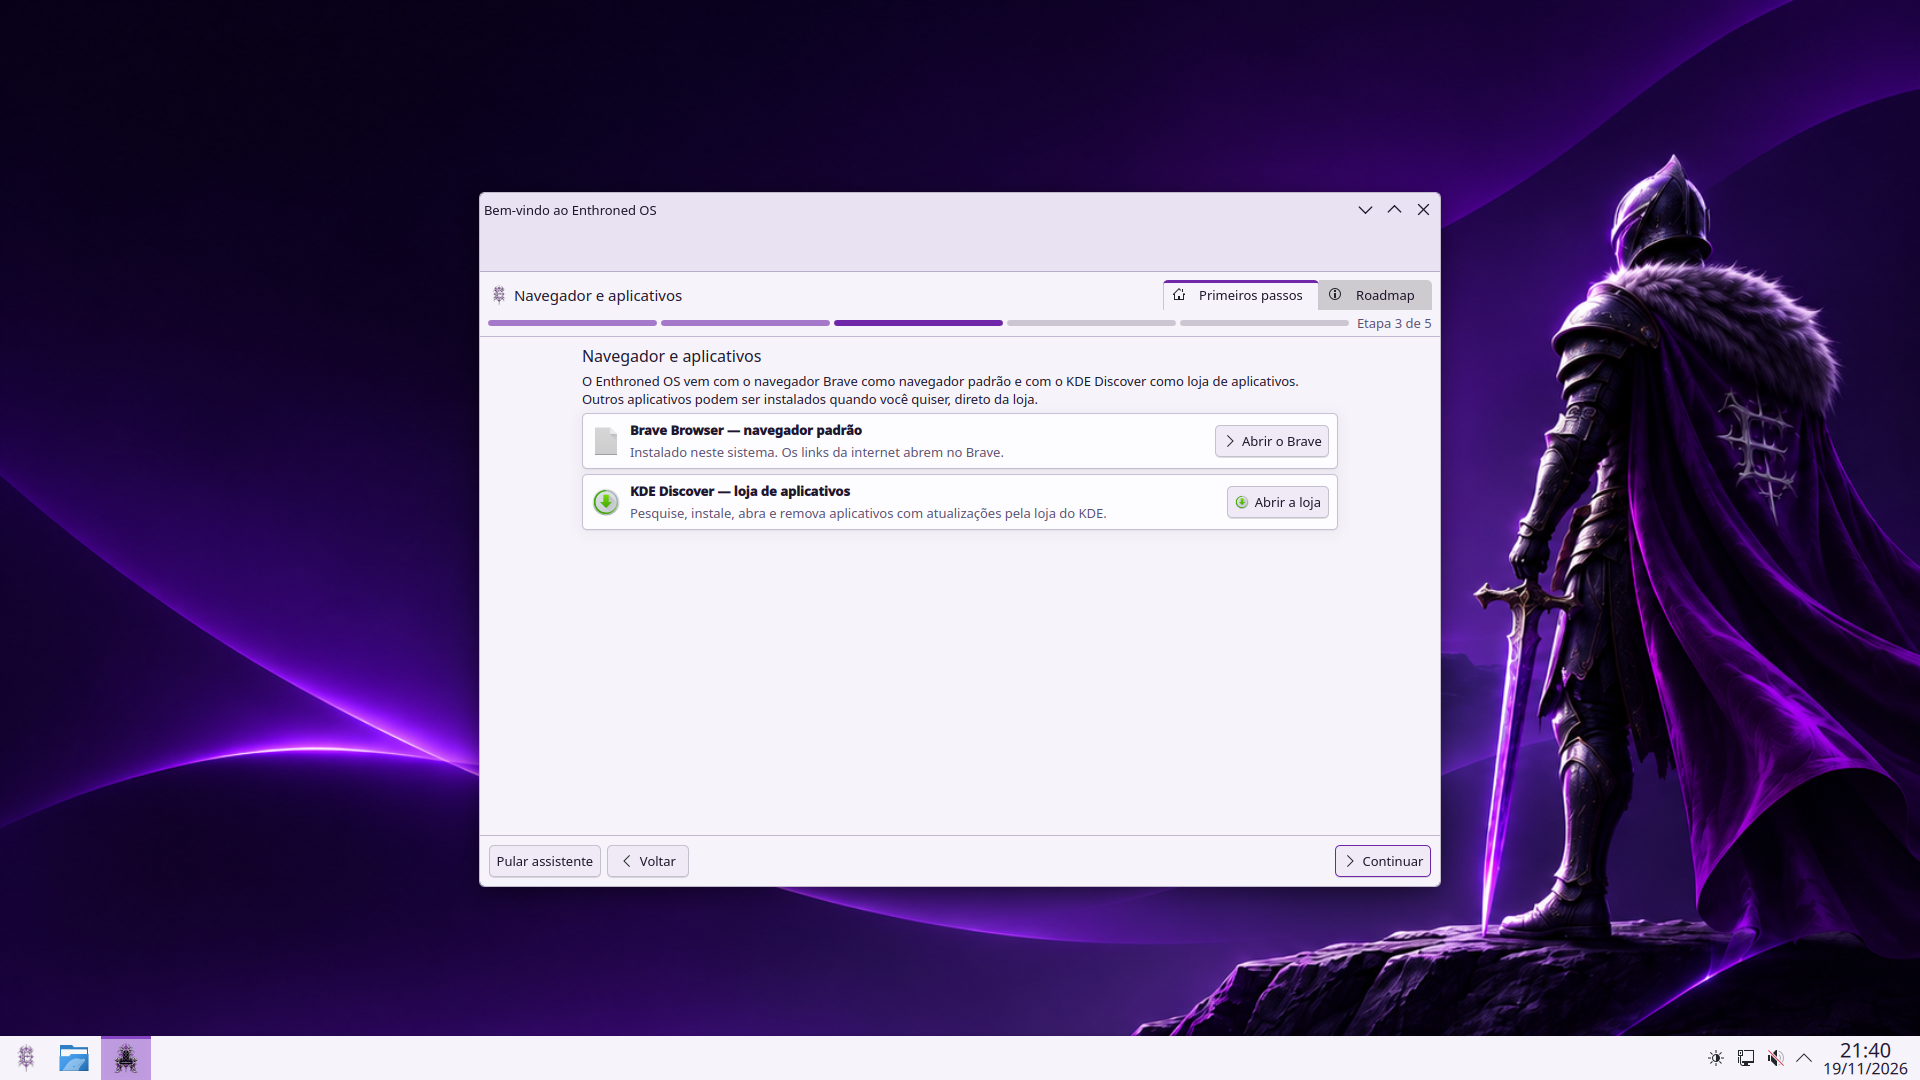 Bem-vindo ao Enthroned OS
Navegador e aplicativos
Primeiros passos
Roadmap
Etapa 3 de 5
Navegador e aplicativos
O Enthroned OS vem com o navegador Brave como navegador padrão e com o KDE Discover como loja de aplicativos.
Outros aplicativos podem ser instalados quando você quiser, direto da loja.
Brave Browser — navegador padrão
Instalado neste sistema. Os links da internet abrem no Brave.
Abrir o Brave
KDE Discover — loja de aplicativos
Pesquise, instale, abra e remova aplicativos com atualizações pela loja do KDE.
Abrir a loja
Pular assistente
Voltar
Continuar
21:40
19/11/2026